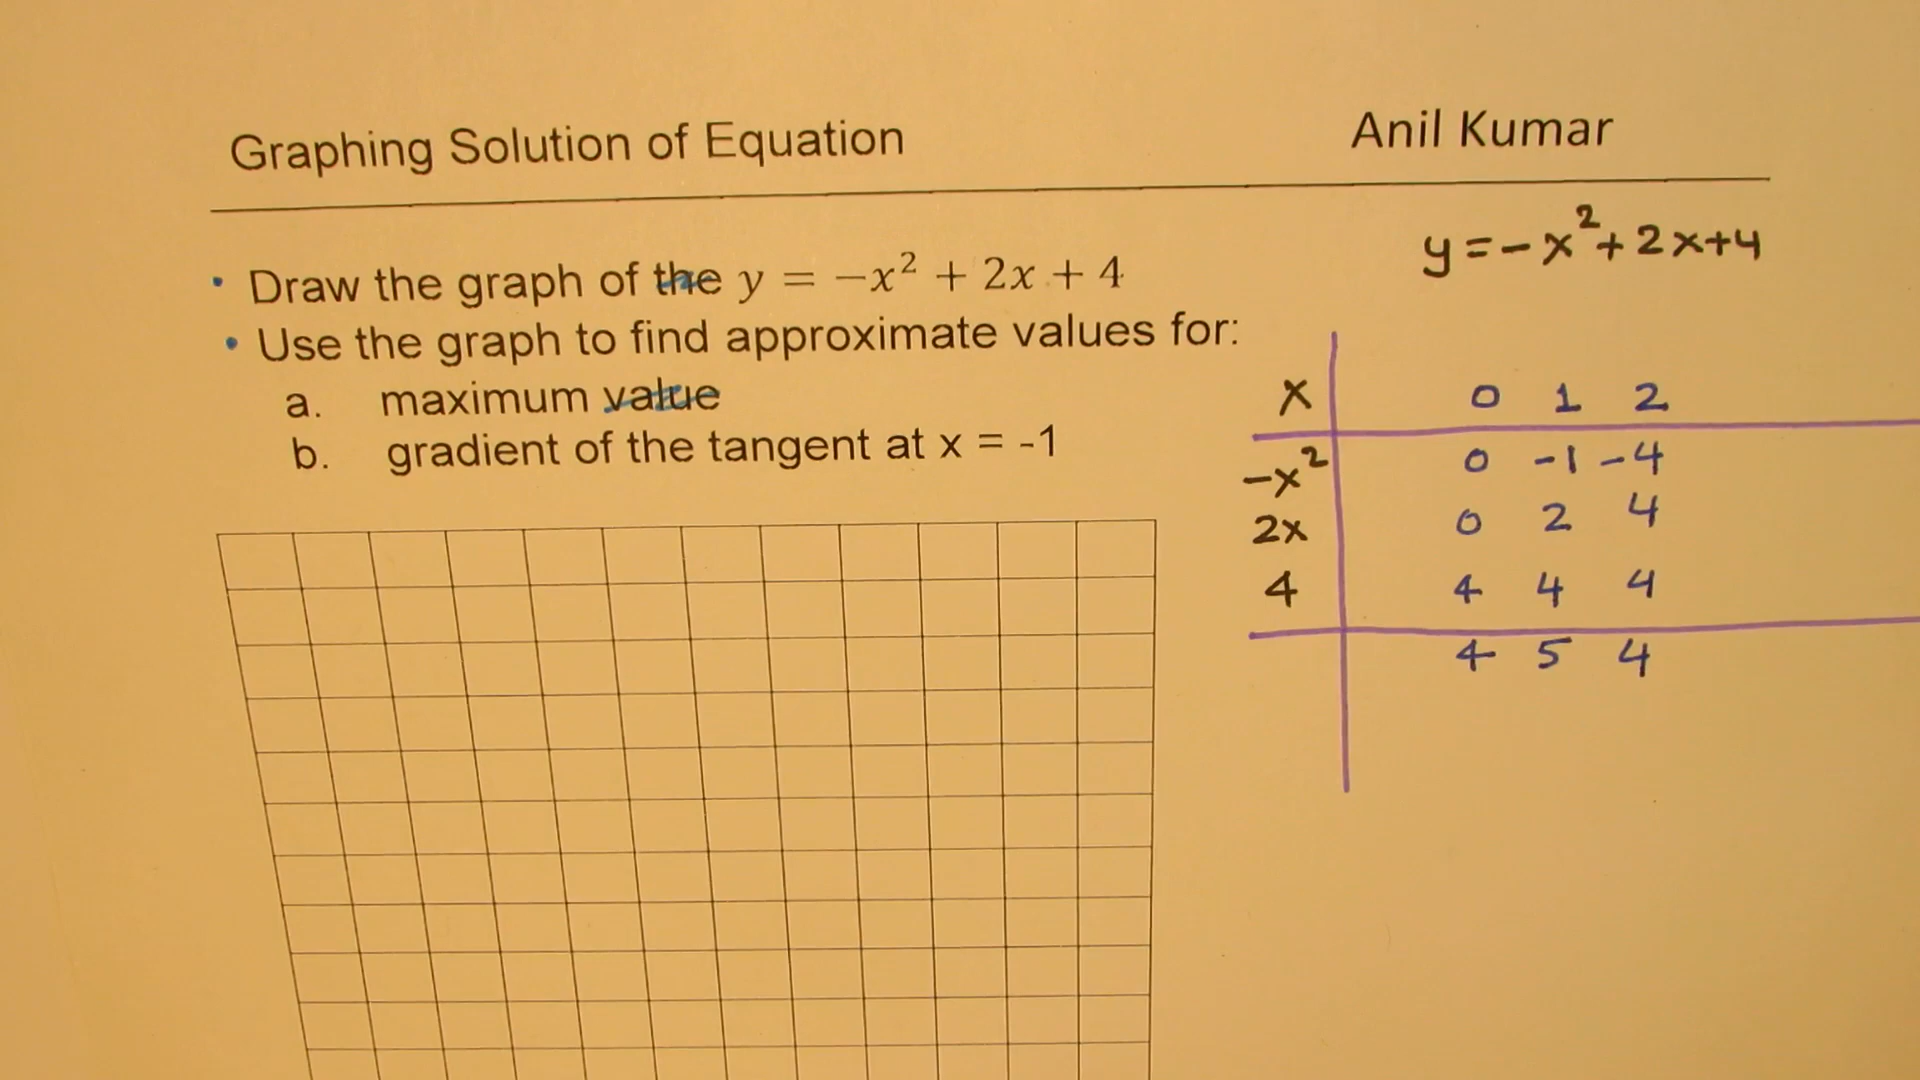 Graphing Solution of Equation
Anil Kumar
• Draw the graph of the y = −x² + 2x + 4
• Use the graph to find approximate values for:
a. maximum value
b. gradient of the tangent at x = -1
y = -x² + 2x+4
x 0 1 2
-x² 0 -1 -4
2x 0 2 4
4 4 4 4
4 5 4